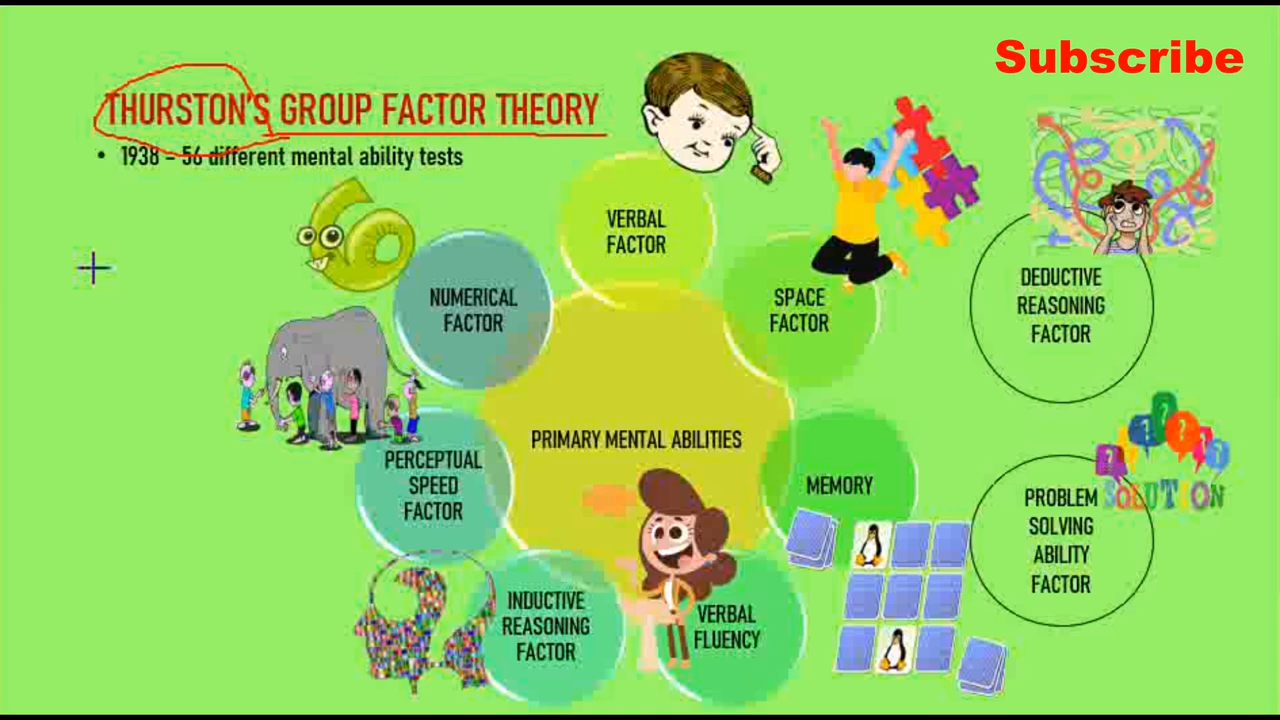 Subscribe
THURSTON'S GROUP FACTOR THEORY
• 1938 = 56 different mental ability tests
VERBAL
FACTOR
NUMERICAL
FACTOR
SPACE
FACTOR
DEDUCTIVE
REASONING
FACTOR
PRIMARY MENTAL ABILITIES
PERCEPTUAL
SPEED
FACTOR
MEMORY
PROBLEM
SOLVING
ABILITY
FACTOR
SOLUTION
INDUCTIVE
REASONING
FACTOR
VERBAL
FLUENCY